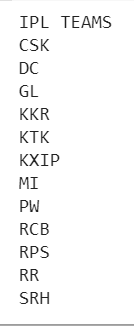 IPL TEAMS
CSK
DC
GL
KKR
KTK
KXIP
MI
PW
RCB
RPS
RR
SRH